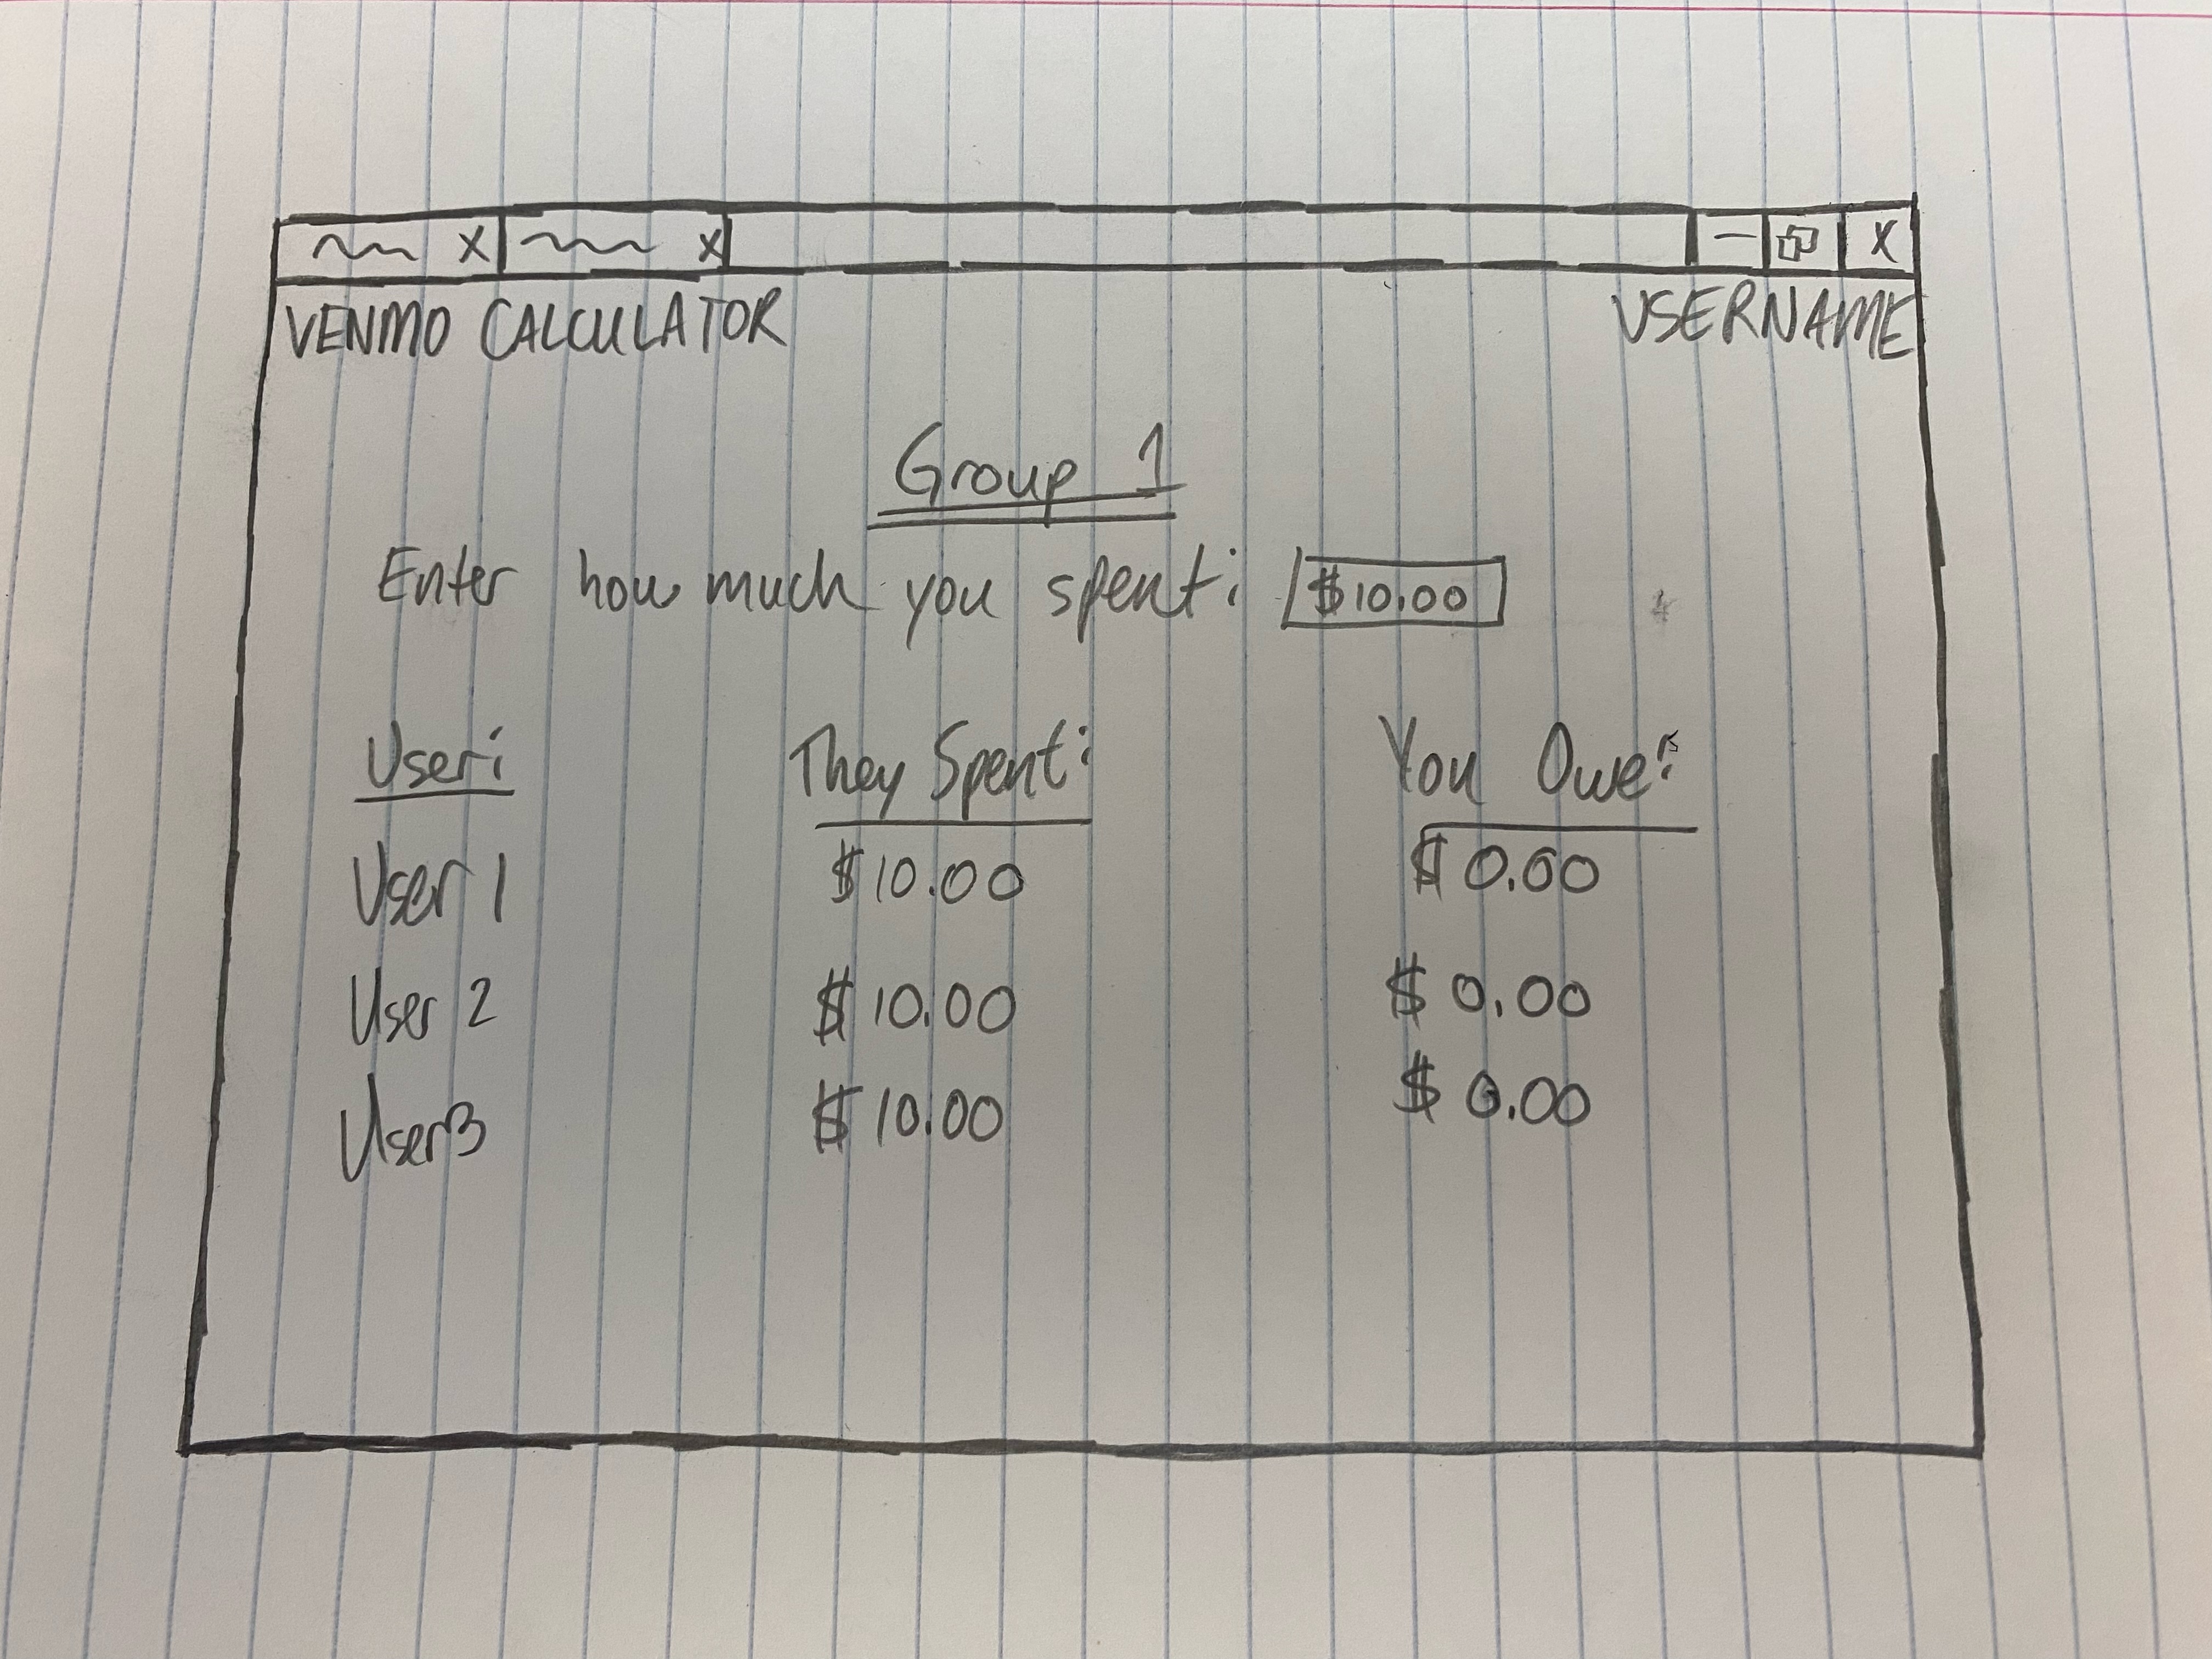 X X X
VENMO CALCULATOR USERNAME
Group 1
Enter how much you spent: $10.00
User: They Spent: You Owe:
User 1 $10.00 $0.00
User 2 $10.00 $0.00
User3 $10.00 $0.00